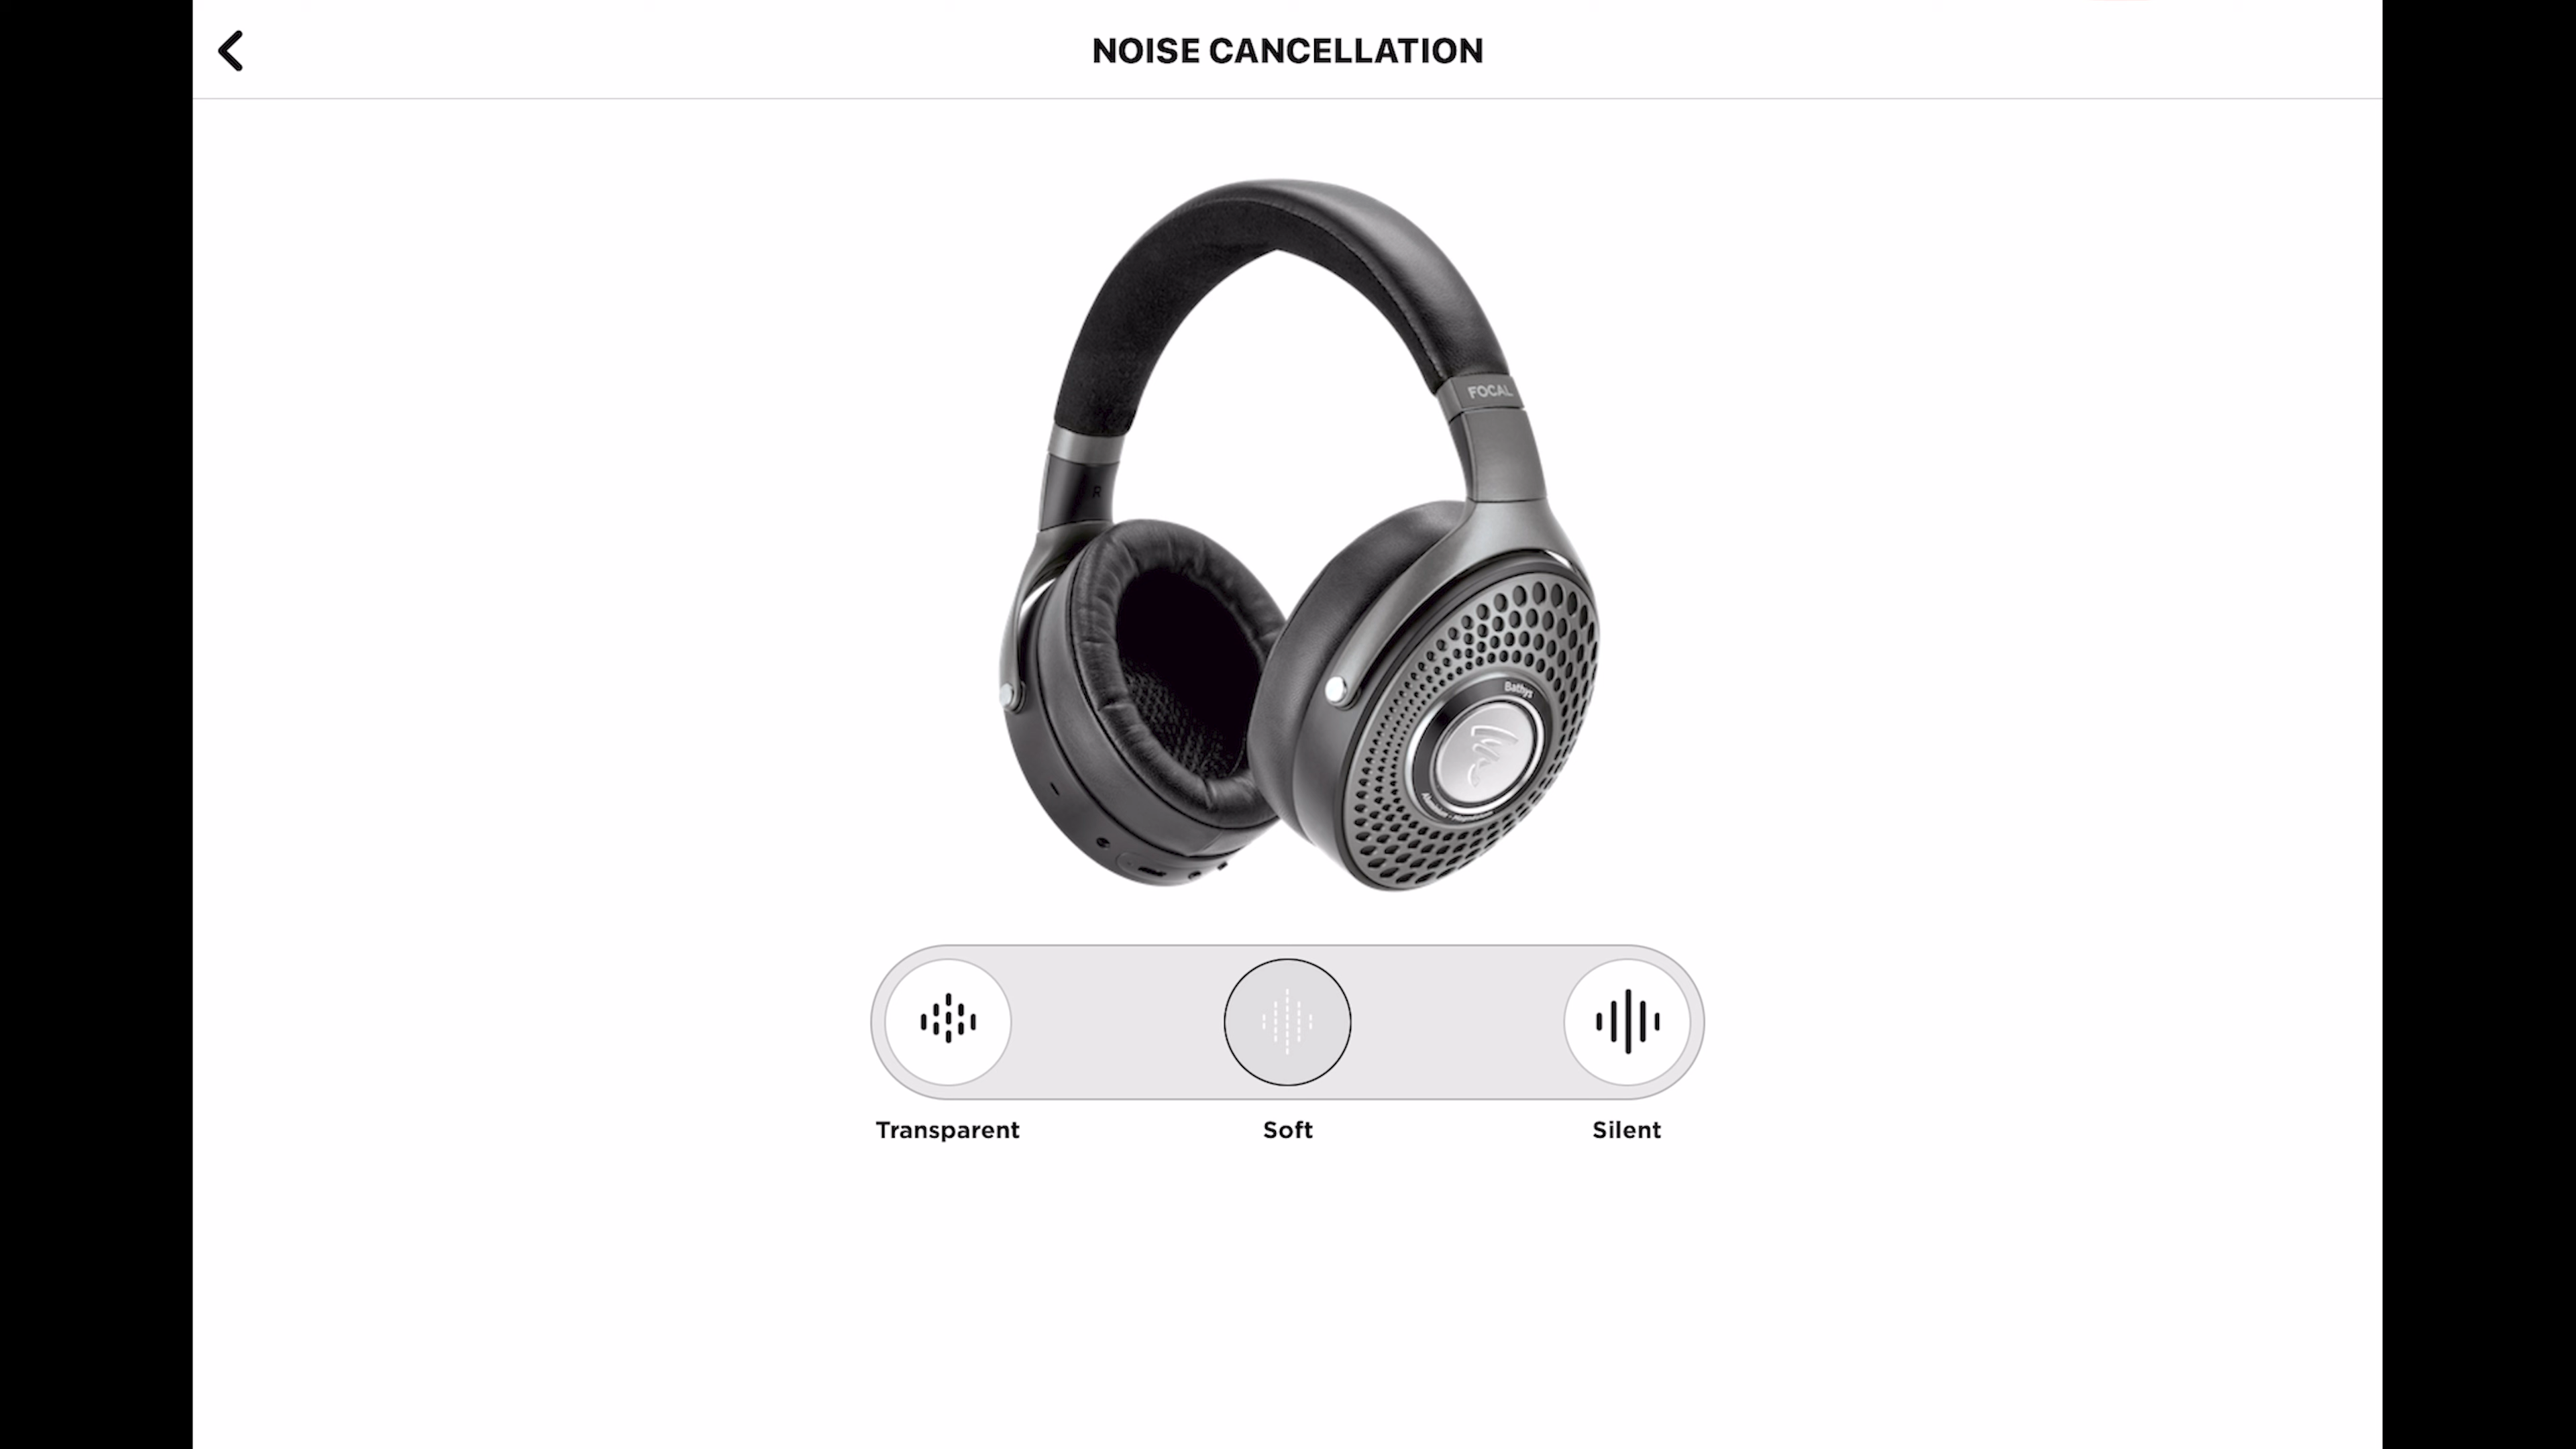 NOISE CANCELLATION
FOCAL
R
Bathys
Transparent
Soft
Silent